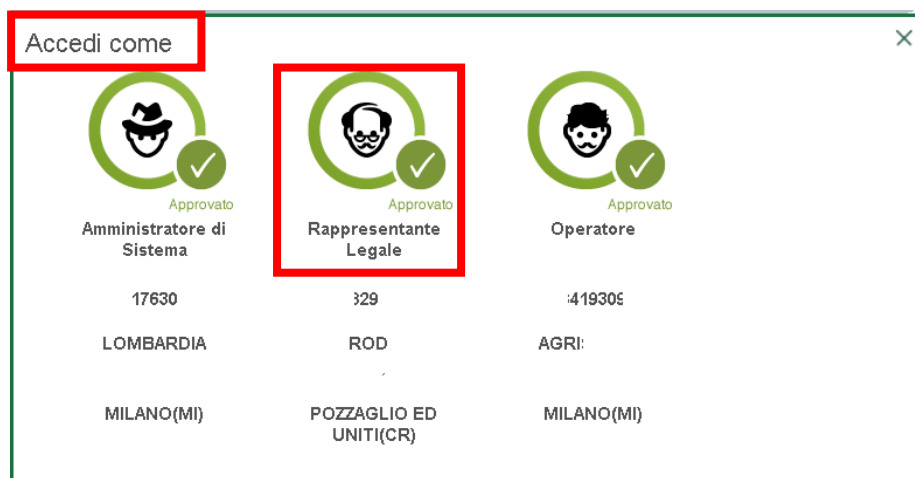 Accedi come
Approvato
Approvato
Approvato
Amministratore di
Sistema
Rappresentante
Legale
Operatore
17630
329
419309
LOMBARDIA
ROD
AGRI
MILANO(MI)
POZZAGLIO ED
UNITI(CR)
MILANO(MI)